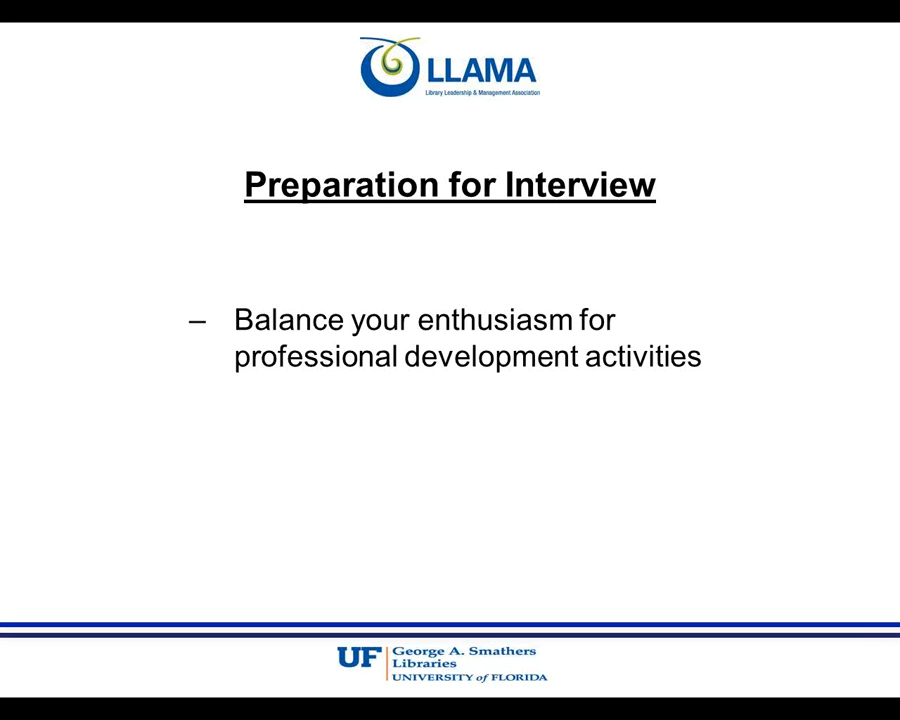 LLAMA
Library Leadership & Management Association
Preparation for Interview
– Balance your enthusiasm for
professional development activities
UF George A. Smathers
Libraries
UNIVERSITY of FLORIDA